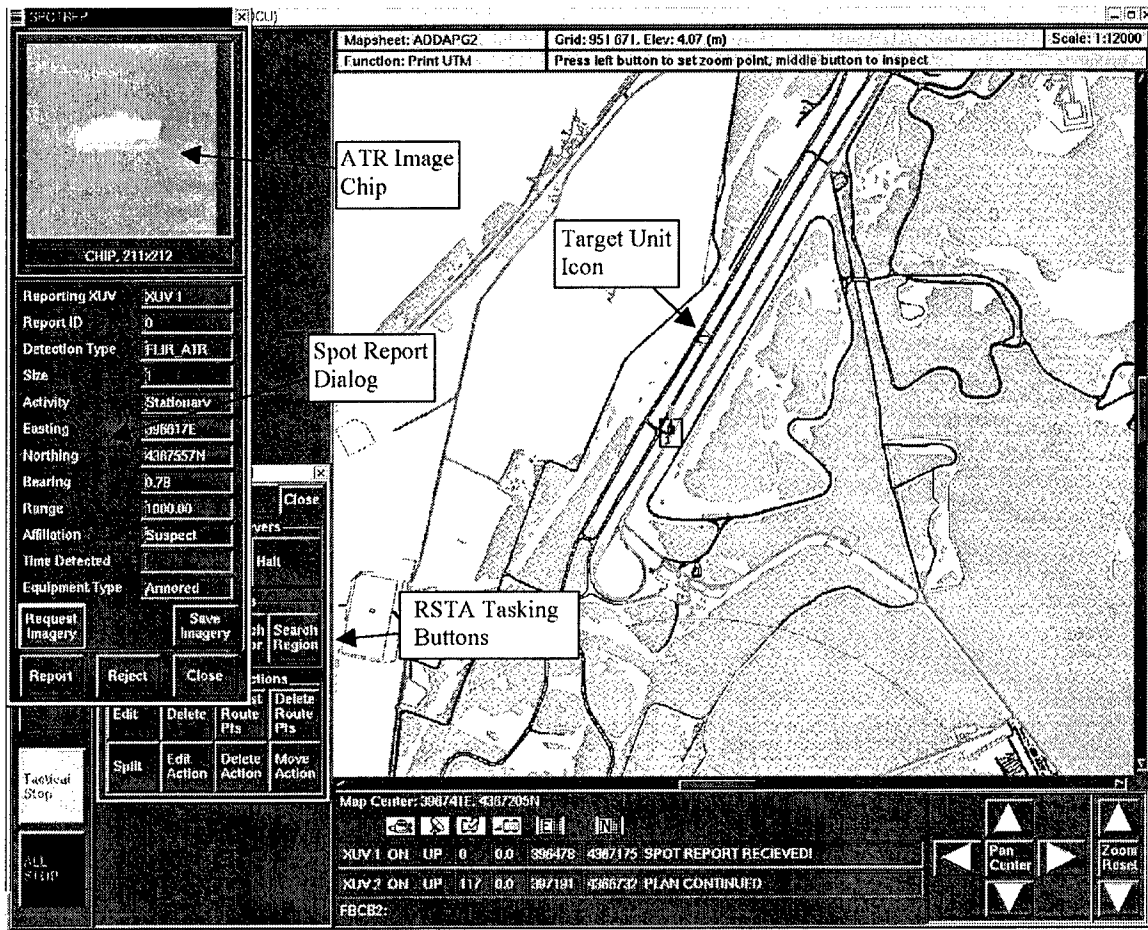 SPOTREP
OCU)
Mapsheet: ADDAPG2
Grid: 951 671, Elev: 4.07 (m)
Scale: 1:12000
Function: Print UTM
Press left button to set zoom point, middle button to inspect
ATR Image
Chip
CHIP, 211x212
Target Unit
Icon
Spot Report
Dialog
RSTA Tasking
Buttons
Reporting XUV XUV 1
Report ID 0
Detection Type FLIR_ATR
Size 1
Activity Stationary
Easting 396617E
Northing 4367557N
Bearing 0.78
Range 1000.00
Affiliation Suspect
Time Detected
Equipment Type Armored
Request
Imagery
Save
Imagery
Report Reject Close
Close
vers
Halt
Search
Region
ctions
Edit Delete
Route
Pts
Delete
Route
Pts
Split
Edit
Action
Delete
Action
Move
Action
Tactical
Stop
ALL
STOP
Map Center: 396741E, 4367205N
E N
XUV 1 ON UP 0 0.0 396478 4367175 SPOT REPORT RECIEVED!
XUV 2 ON UP 117 0.0 397191 4366732 PLAN CONTINUED
FBCB2:
Pan
Center
Zoom
Reset